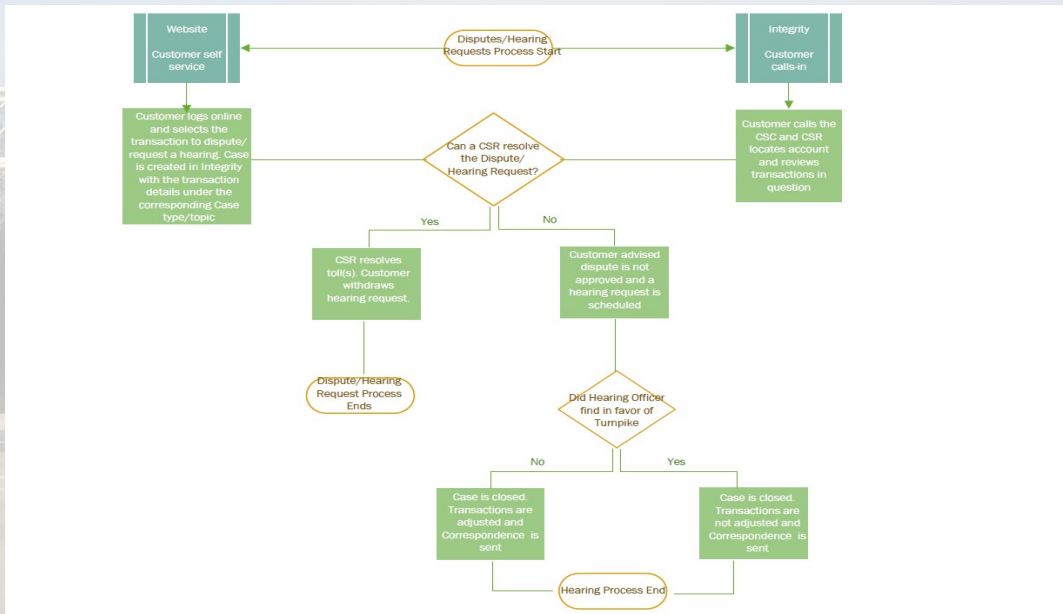 Website
Customer self
service
Disputes/Hearing
Requests Process Start
Integrity
Customer
calls-in
Customer logs online
and selects the
transaction to dispute/
request a hearing. Case
is created in Integrity
with the transaction
details under the
corresponding Case
type/topic
Can a CSR resolve
the Dispute/
Hearing Request?
Customer calls the
CSC and CSR
locates account
and reviews
transactions in
question
Yes
No
CSR resolves
toll(s). Customer
withdraws
hearing request.
Customer advised
dispute is not
approved and a
hearing request is
scheduled
Dispute/Hearing
Request Process
Ends
Did Hearing Officer
find in favor of
Turnpike
No
Yes
Case is closed.
Transactions are
adjusted and
Correspondence is
sent
Case is closed.
Transactions are
not adjusted and
Correspondence is
sent
Hearing Process End